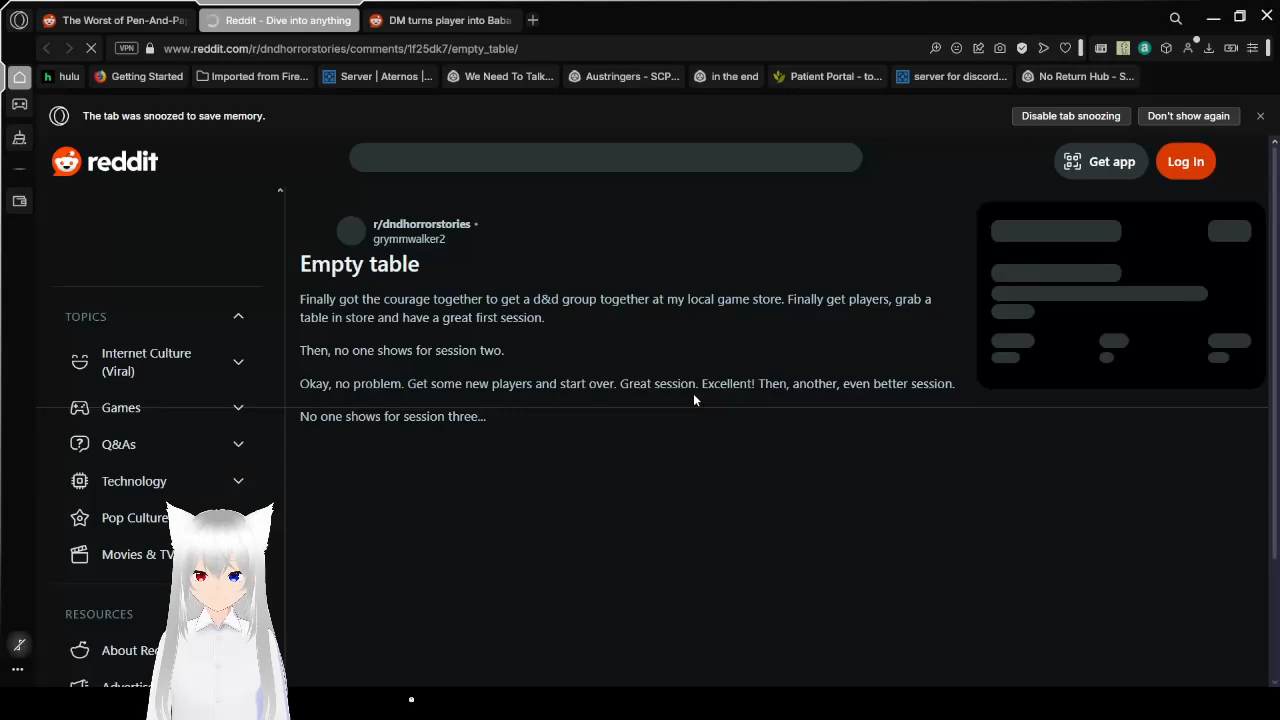 The Worst of Pen-And-Pa
Reddit - Dive into anything
DM turns player into Baba
VPN
www.reddit.com/r/dndhorrorstories/comments/1f25dk7/empty_table/
hulu
Getting Started
Imported from Fire...
Server | Aternos |...
We Need To Talk...
Austringers - SCP...
in the end
Patient Portal - to...
server for discord...
No Return Hub - S...
The tab was snoozed to save memory.
Disable tab snoozing
Don't show again
reddit
Get app
Log In
r/dndhorrorstories •
grymmwalker2
Empty table
Finally got the courage together to get a d&d group together at my local game store. Finally get players, grab a
table in store and have a great first session.
Then, no one shows for session two.
Okay, no problem. Get some new players and start over. Great session. Excellent! Then, another, even better session.
No one shows for session three...
TOPICS
Internet Culture
(Viral)
Games
Q&As
Technology
Pop Culture
Movies & TV
RESOURCES
About Red
Advertis